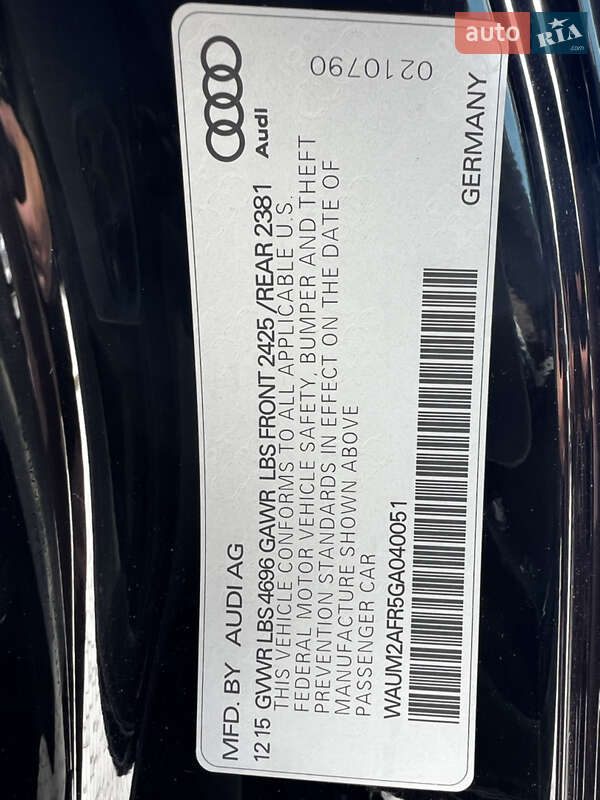 MFD. BY AUDI AG
12 15 GVWR LBS 4696 GAWR LBS FRONT 2425 /REAR 2381
THIS VEHICLE CONFORMS TO ALL APPLICABLE U.S.
FEDERAL MOTOR VEHICLE SAFETY, BUMPER AND THEFT
PREVENTION STANDARDS IN EFFECT ON THE DATE OF
MANUFACTURE SHOWN ABOVE
PASSENGER CAR
WAUM2AFR5GA040051
GERMANY
Audi
0210790
auto RIA.com